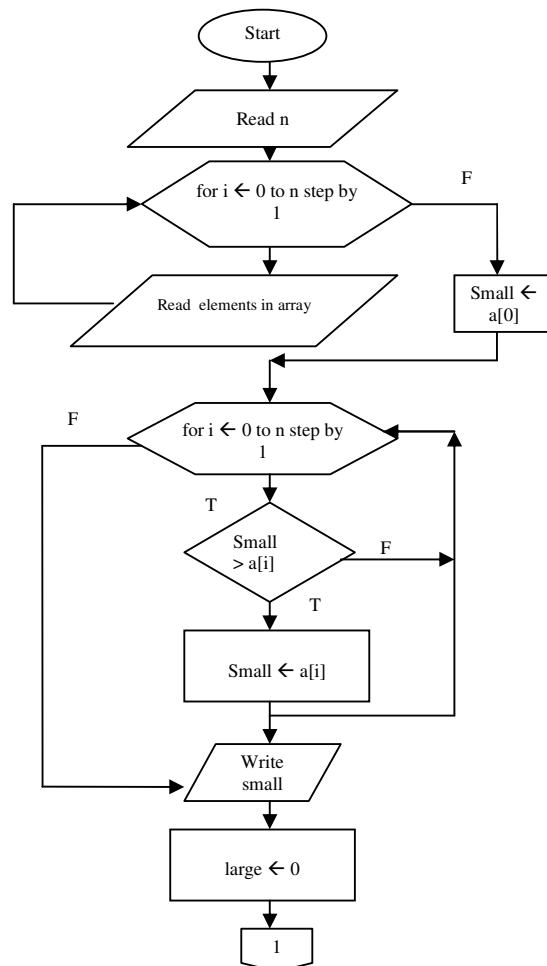 Start
Read n
for i ← 0 to n step by
1
F
Read elements in array
Small ←
a[0]
F
for i ← 0 to n step by
1
T
Small
> a[i]
F
T
Small ← a[i]
Write
small
large ← 0
1